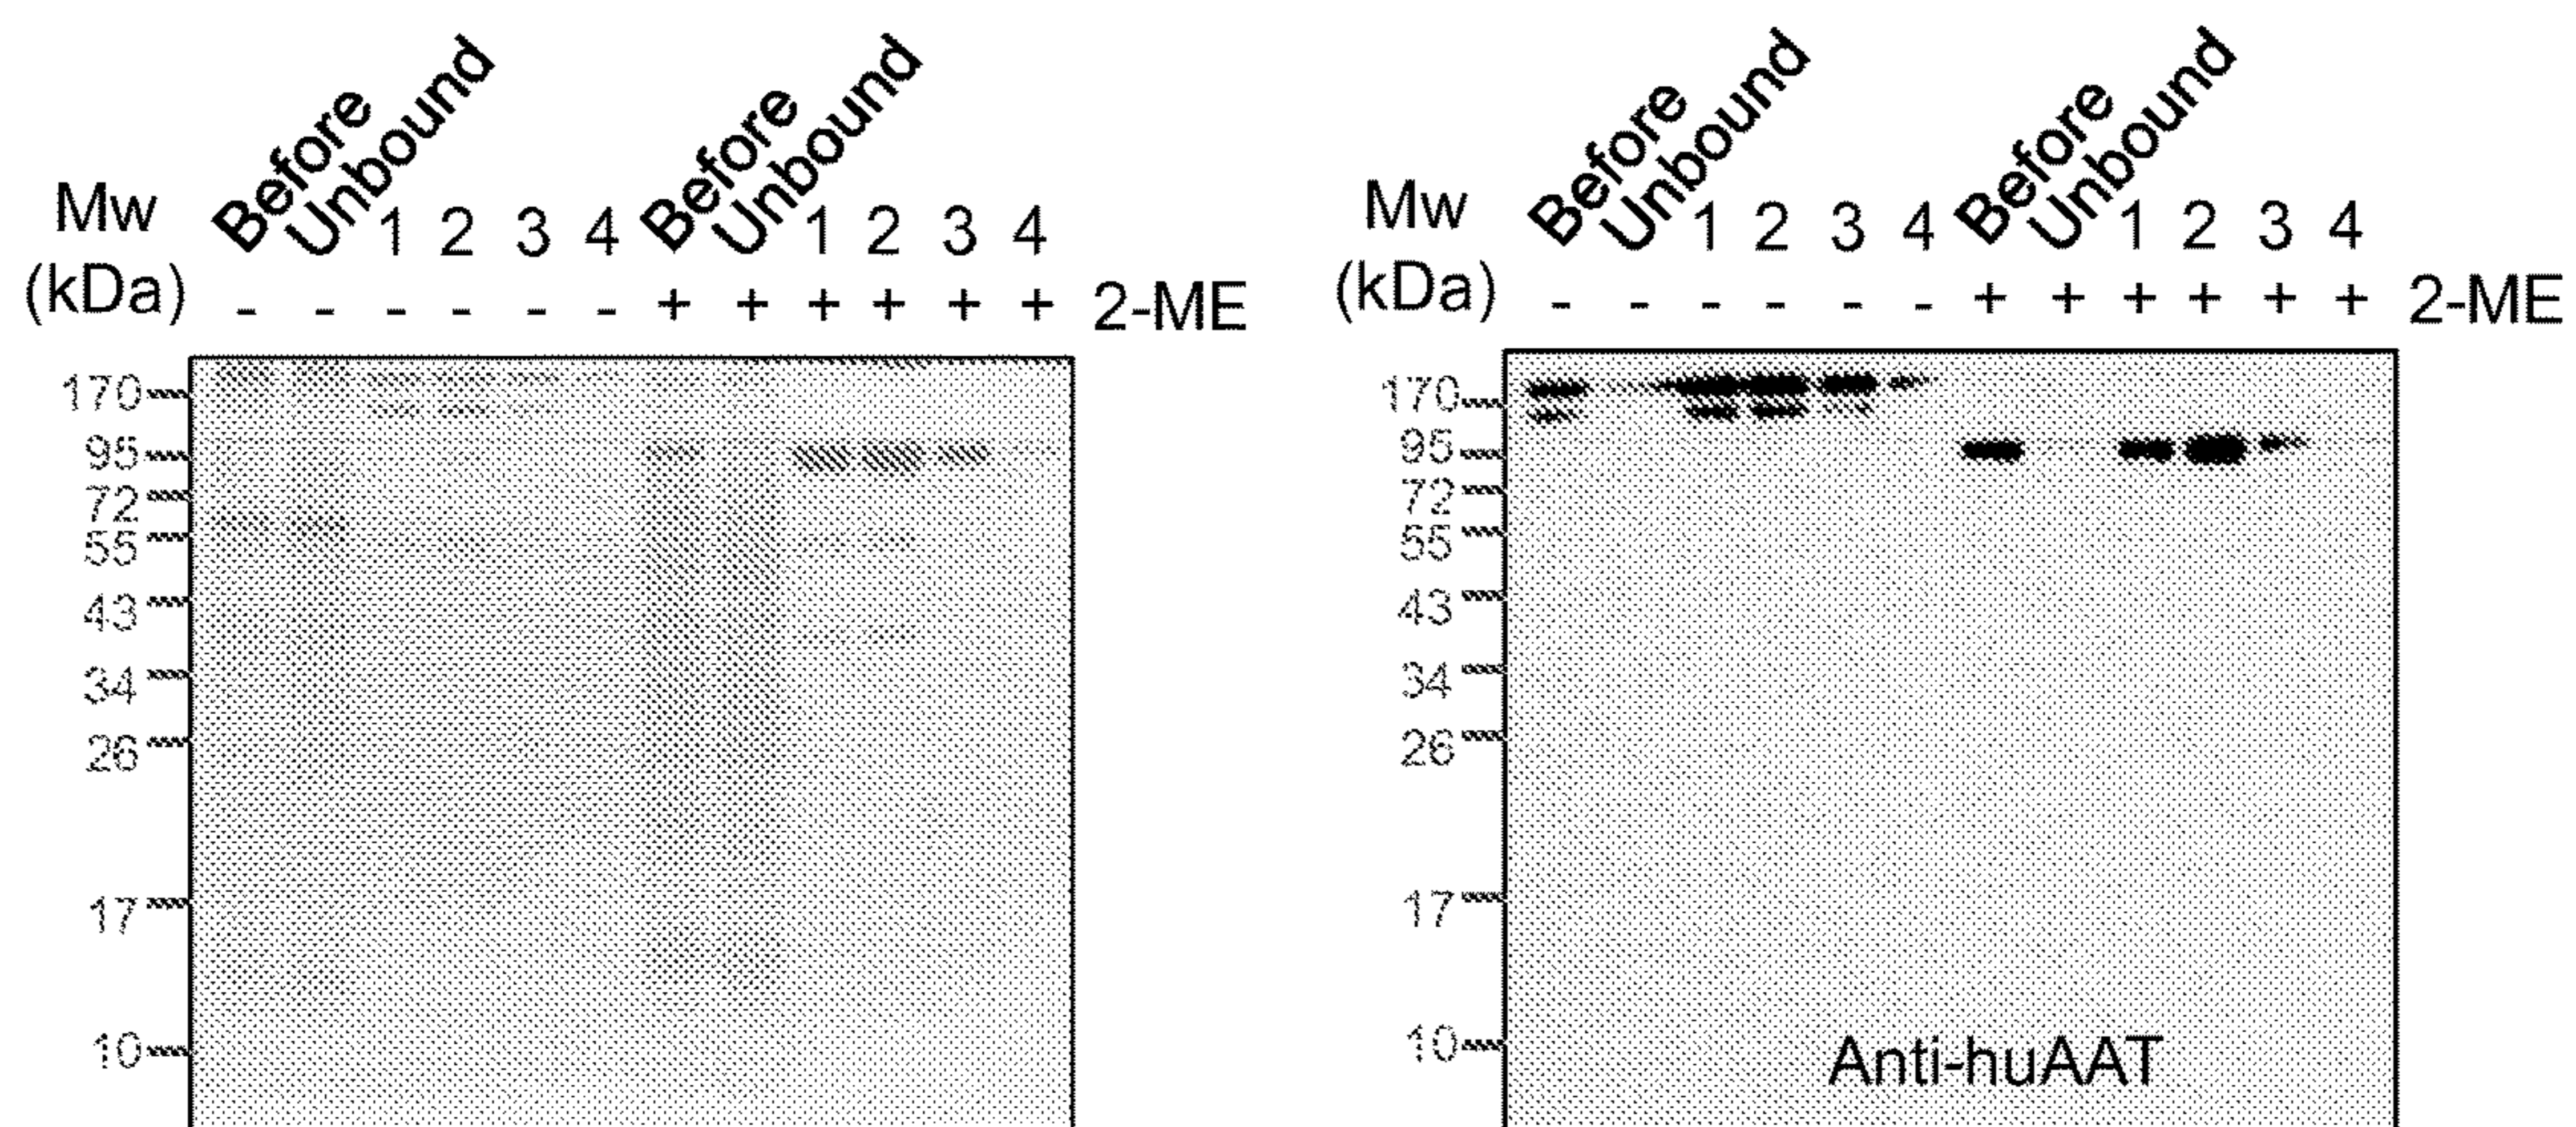 Before Unbound Before Unbound
Mw 1 2 3 4 1 2 3 4
(kDa) - - - - - - + + + + + + 2-ME
170
95
72
55
43
34
26
17
10
Before Unbound Before Unbound
Mw 1 2 3 4 1 2 3 4
(kDa) - - - - - - + + + + + + 2-ME
170
95
72
55
43
34
26
17
10
Anti-huAAT